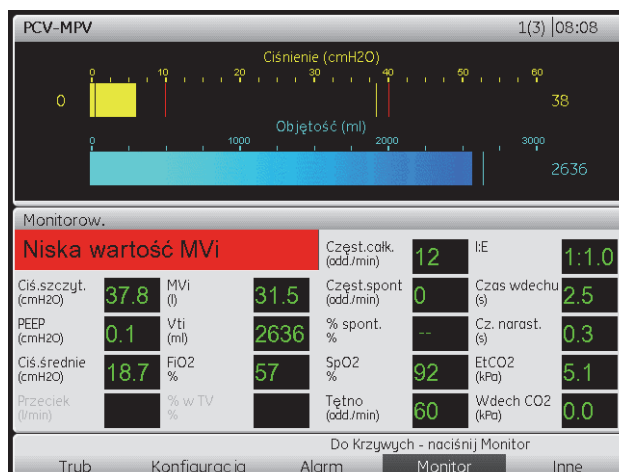 PCV-MPV 1(3) |08:08
Ciśnienie (cmH2O)
0 10 20 30 40 50 60
0 38
Objętość (ml)
0 1000 2000 3000
2636
Monitorow.
Niska wartość MVi
Częst.całk. (odd./min) 12 I:E 1:1.0
Ciś.szczyt. (cmH2O) 37.8 MVi (l) 31.5 Częst.spont (odd./min) 0 Czas wdechu (s) 2.5
PEEP (cmH2O) 0.1 Vti (ml) 2636 % spont. % -- Cz. narast. (s) 0.3
Ciś.średnie (cmH2O) 18.7 FiO2 % 57 SpO2 % 92 EtCO2 (kPa) 5.1
Przeciek (l/min) % w TV % Tętno (odd./min) 60 Wdech CO2 (kPa) 0.0
Do Krzywych - naciśnij Monitor
Tryb Konfiguracja Alarm Monitor Inne